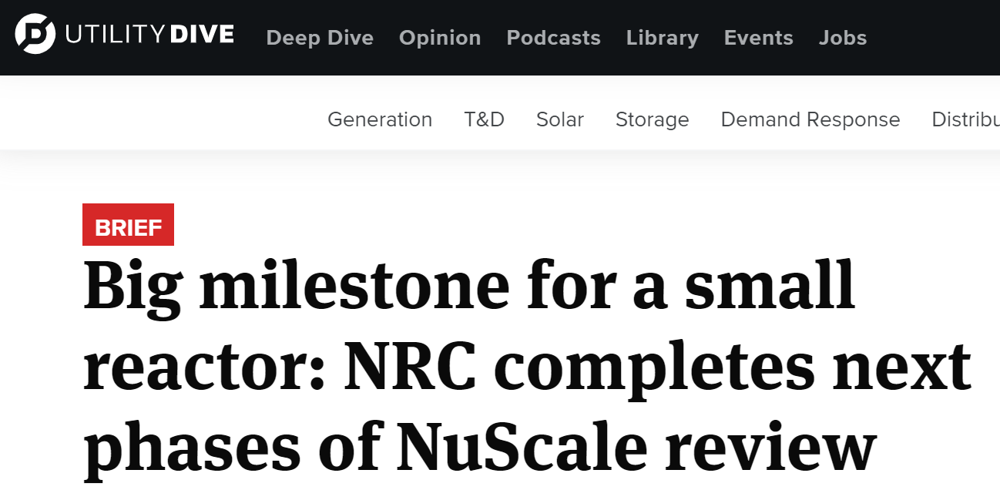 UTILITY DIVE Deep Dive Opinion Podcasts Library Events Jobs
Generation T&D Solar Storage Demand Response Distribu
BRIEF
Big milestone for a small
reactor: NRC completes next
phases of NuScale review